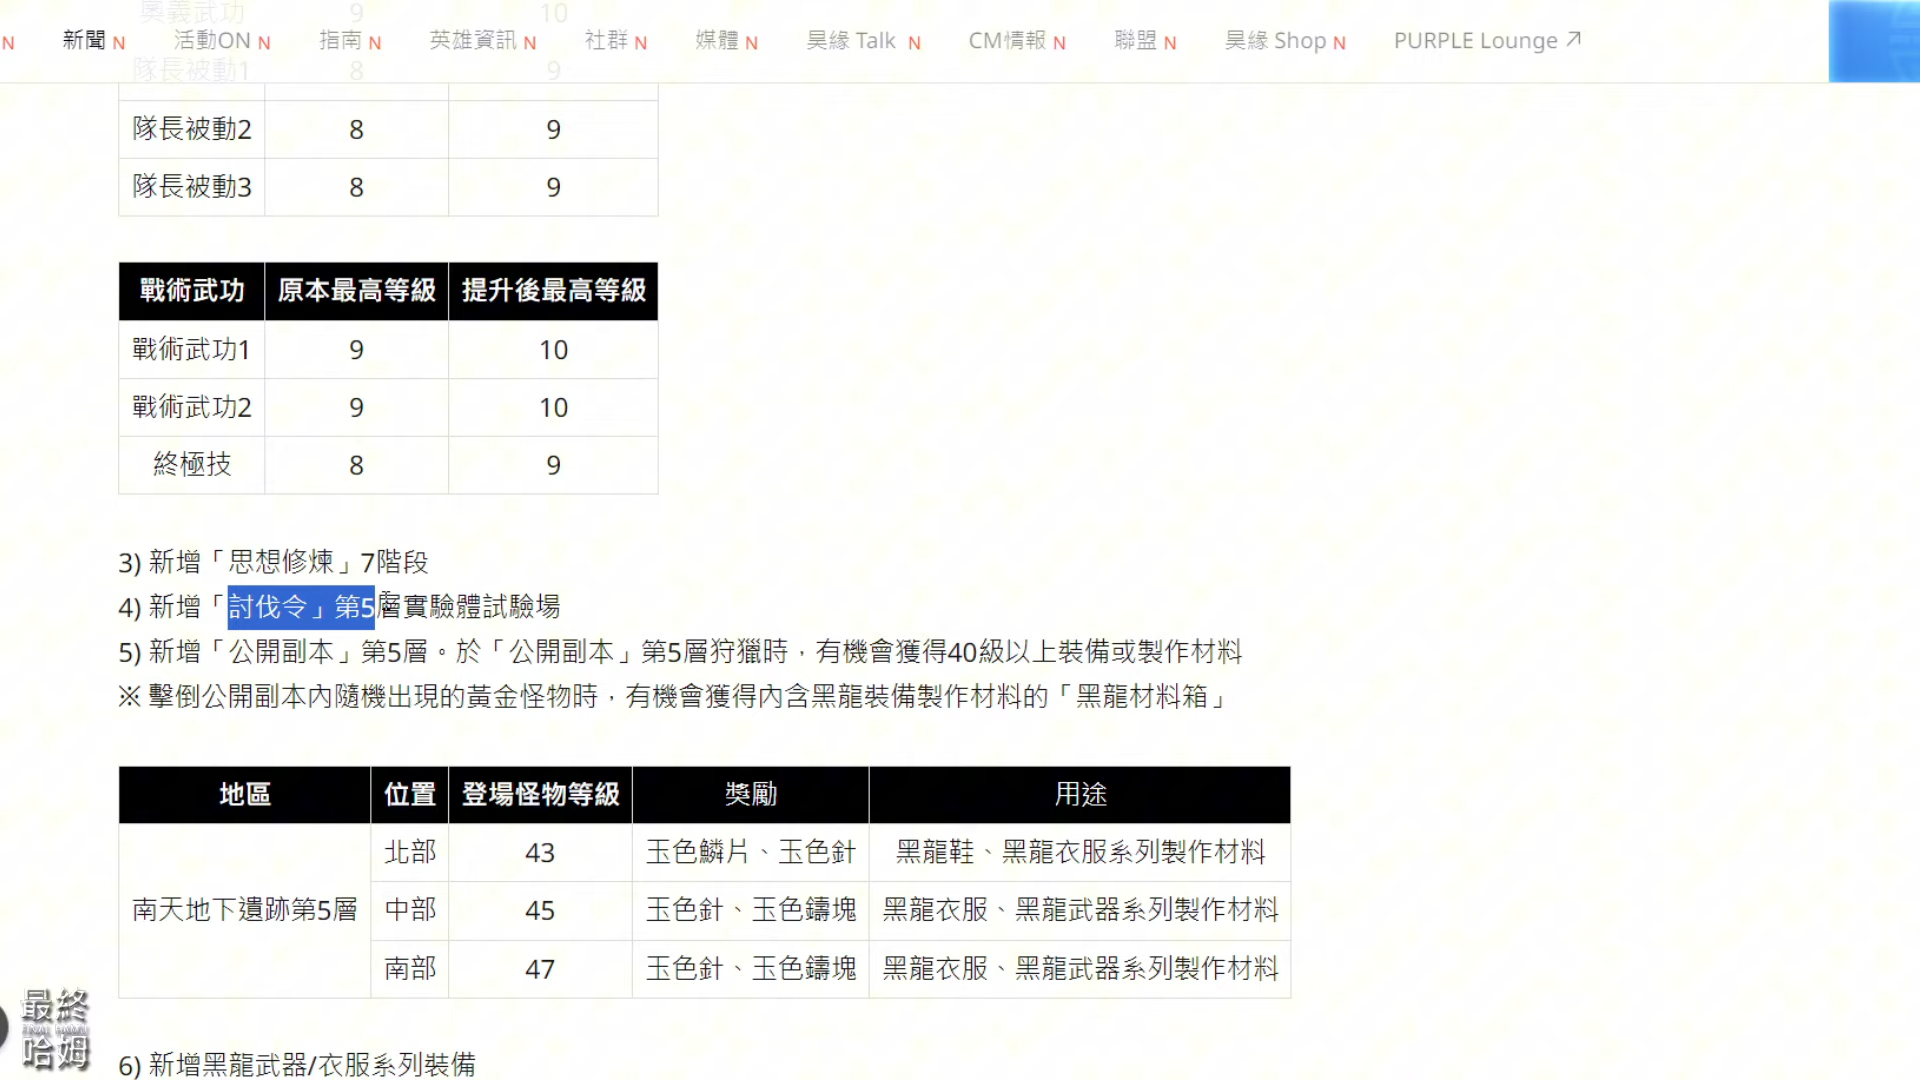 奧義武功 9 10
N 新聞 N 活動ON N 指南 N 英雄資訊 N 社群 N 媒體 N 昊緣 Talk N CM情報 N 聯盟 N 昊緣 Shop N PURPLE Lounge ↗
隊長被動1 8 9
隊長被動2 8 9
隊長被動3 8 9
戰術武功 原本最高等級 提升後最高等級
戰術武功1 9 10
戰術武功2 9 10
終極技 8 9
3) 新增「思想修煉」7階段
4) 新增「討伐令」第5層實驗體試驗場
5) 新增「公開副本」第5層。於「公開副本」第5層狩獵時，有機會獲得40級以上裝備或製作材料
※ 擊倒公開副本內隨機出現的黃金怪物時，有機會獲得內含黑龍裝備製作材料的「黑龍材料箱」
地區 位置 登場怪物等級 獎勵 用途
北部 43 玉色鱗片、玉色針 黑龍鞋、黑龍衣服系列製作材料
南天地下遺跡第5層 中部 45 玉色針、玉色鑄塊 黑龍衣服、黑龍武器系列製作材料
南部 47 玉色針、玉色鑄塊 黑龍衣服、黑龍武器系列製作材料
最終
FINAL HAMU
哈姆
6) 新增黑龍武器/衣服系列裝備